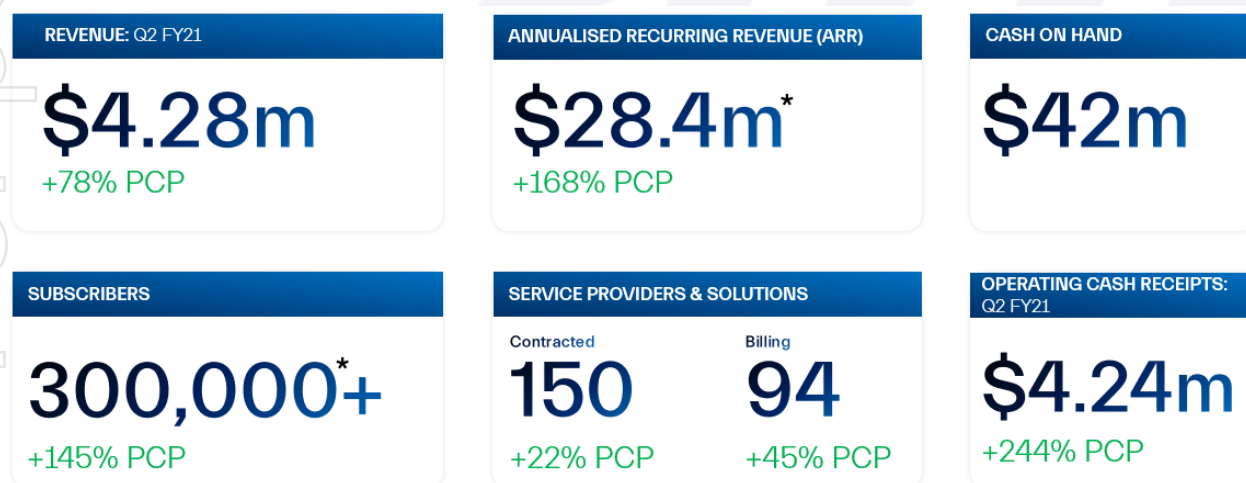 REVENUE: Q2 FY21
$4.28m
+78% PCP
ANNUALISED RECURRING REVENUE (ARR)
$28.4m*
+168% PCP
CASH ON HAND
$42m
SUBSCRIBERS
300,000*+
+145% PCP
SERVICE PROVIDERS & SOLUTIONS
Contracted
150
+22% PCP
Billing
94
+45% PCP
OPERATING CASH RECEIPTS:
Q2 FY21
$4.24m
+244% PCP